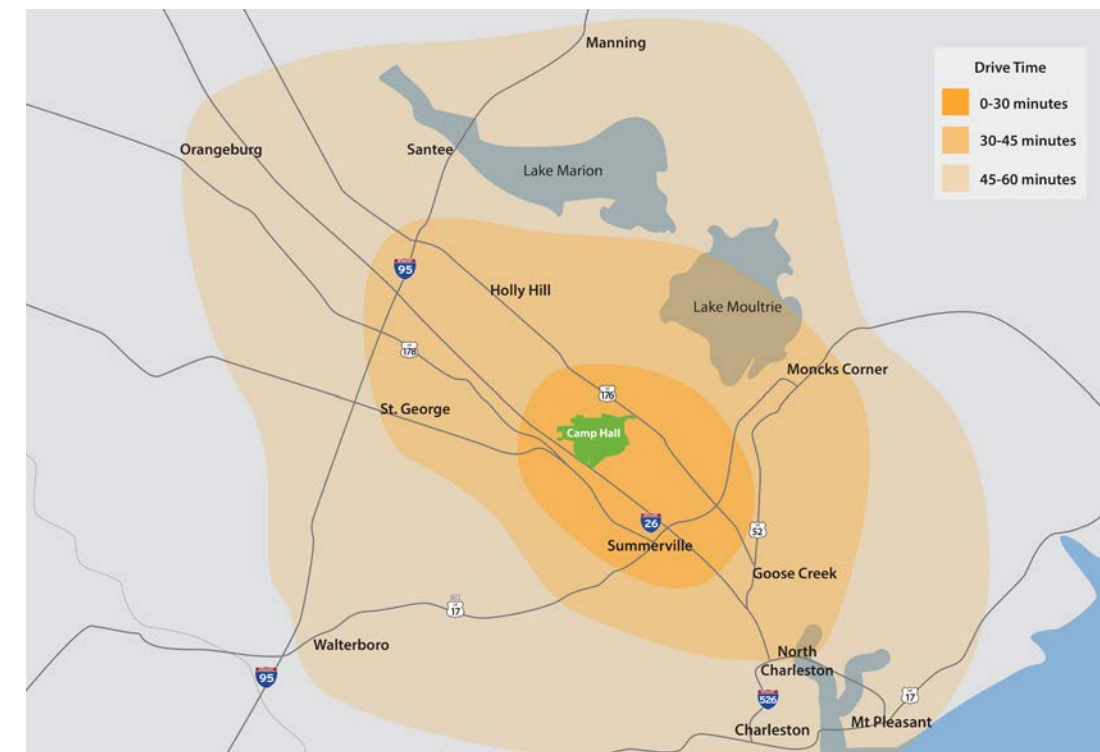 Manning
Drive Time
0-30 minutes
30-45 minutes
45-60 minutes
Orangeburg
Santee
Lake Marion
95
Holly Hill
Lake Moultrie
178
Moncks Corner
176
St. George
Camp Hall
26
52
Summerville
Goose Creek
17
Walterboro
North
Charleston
95
526
17
Mt Pleasant
Charleston